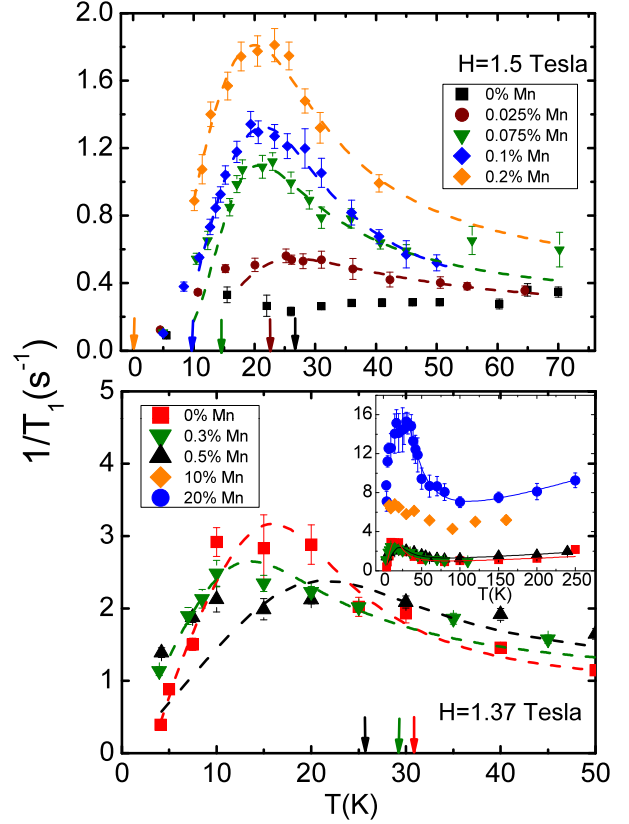 2.0
1.6
1.2
0.8
0.4
0.0
H=1.5 Tesla
0% Mn
0.025% Mn
0.075% Mn
0.1% Mn
0.2% Mn
0 10 20 30 40 50 60 70
1/T₁(s⁻¹)
5
4
3
2
1
0
0% Mn
0.3% Mn
0.5% Mn
10% Mn
20% Mn
16
12
8
4
0
0 50 100 150 200 250
T(K)
H=1.37 Tesla
0 10 20 30 40 50
T(K)